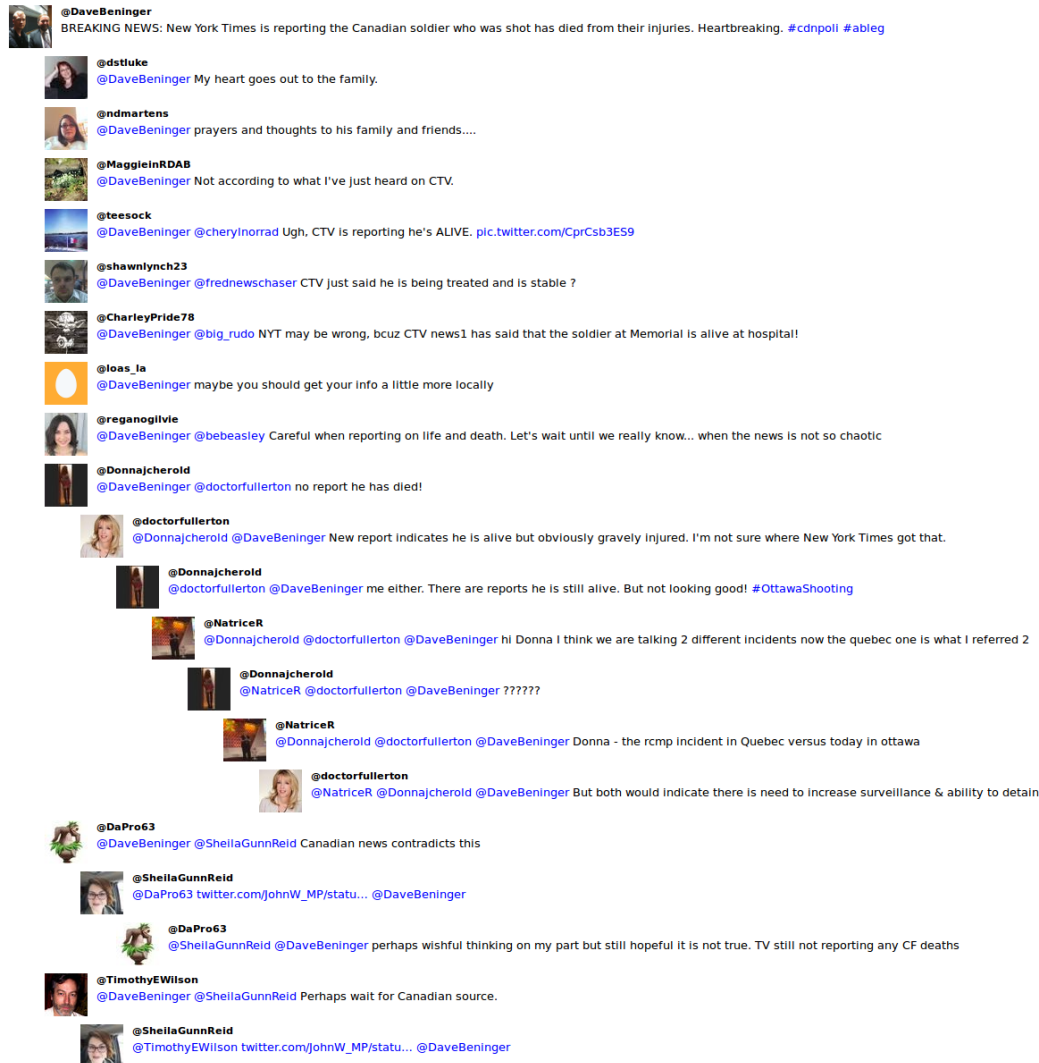 @DaveBeninger
BREAKING NEWS: New York Times is reporting the Canadian soldier who was shot has died from their injuries. Heartbreaking. #cdnpoli #ableg
@dstluke
@DaveBeninger My heart goes out to the family.
@ndmartens
@DaveBeninger prayers and thoughts to his family and friends....
@MaggieinRDAB
@DaveBeninger Not according to what I've just heard on CTV.
@teesock
@DaveBeninger @cherylnorrad Ugh, CTV is reporting he's ALIVE. pic.twitter.com/CprCsb3ES9
@shawnlynch23
@DaveBeninger @frednewschaser CTV just said he is being treated and is stable ?
@CharleyPride78
@DaveBeninger @big_rudo NYT may be wrong, bcuz CTV news1 has said that the soldier at Memorial is alive at hospital!
@loas_la
@DaveBeninger maybe you should get your info a little more locally
@reganogilvie
@DaveBeninger @bebeasley Careful when reporting on life and death. Let's wait until we really know... when the news is not so chaotic
@Donnajcherold
@DaveBeninger @doctorfullerton no report he has died!
@doctorfullerton
@Donnajcherold @DaveBeninger New report indicates he is alive but obviously gravely injured. I'm not sure where New York Times got that.
@Donnajcherold
@doctorfullerton @DaveBeninger me either. There are reports he is still alive. But not looking good! #OttawaShooting
@NatriceR
@Donnajcherold @doctorfullerton @DaveBeninger hi Donna I think we are talking 2 different incidents now the quebec one is what I referred 2
@Donnajcherold
@NatriceR @doctorfullerton @DaveBeninger ??????
@NatriceR
@Donnajcherold @doctorfullerton @DaveBeninger Donna - the rcmp incident in Quebec versus today in ottawa
@doctorfullerton
@NatriceR @Donnajcherold @DaveBeninger But both would indicate there is need to increase surveillance & ability to detain
@DaPro63
@DaveBeninger @SheilaGunnReid Canadian news contradicts this
@SheilaGunnReid
@DaPro63 twitter.com/JohnW_MP/statu... @DaveBeninger
@DaPro63
@SheilaGunnReid @DaveBeninger perhaps wishful thinking on my part but still hopeful it is not true. TV still not reporting any CF deaths
@TimothyEWilson
@DaveBeninger @SheilaGunnReid Perhaps wait for Canadian source.
@SheilaGunnReid
@TimothyEWilson twitter.com/JohnW_MP/statu... @DaveBeninger